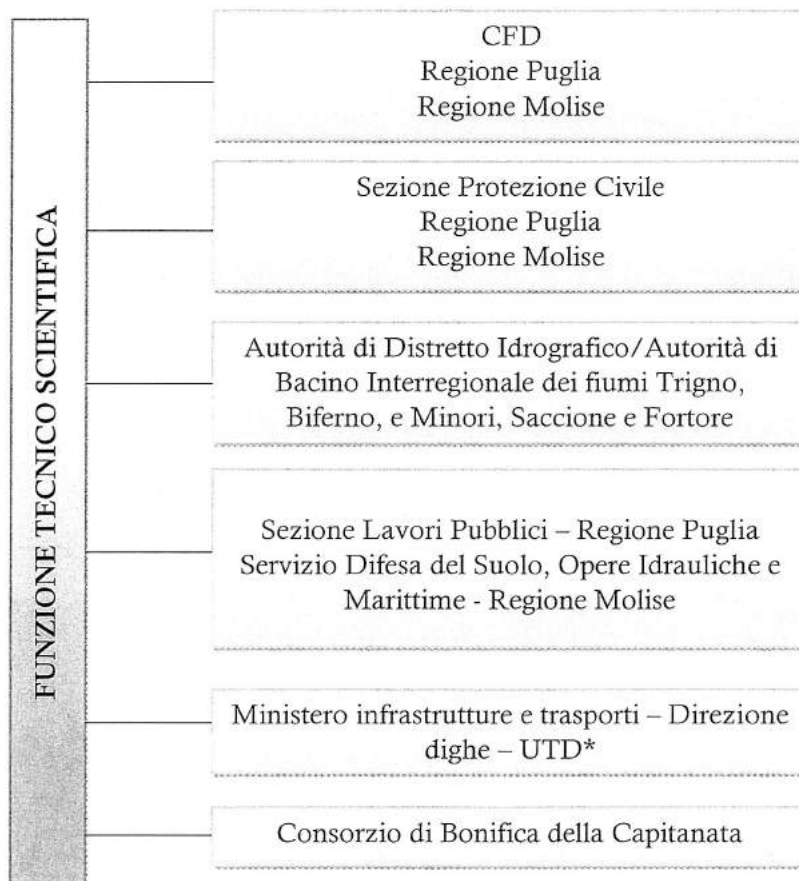 FUNZIONE TECNICO SCIENTIFICA
CFD
Regione Puglia
Regione Molise
Sezione Protezione Civile
Regione Puglia
Regione Molise
Autorità di Distretto Idrografico/Autorità di
Bacino Interregionale dei fiumi Trigno,
Biferno, e Minori, Saccione e Fortore
Sezione Lavori Pubblici – Regione Puglia
Servizio Difesa del Suolo, Opere Idrauliche e
Marittime - Regione Molise
Ministero infrastrutture e trasporti – Direzione
dighe – UTD*
Consorzio di Bonifica della Capitanata